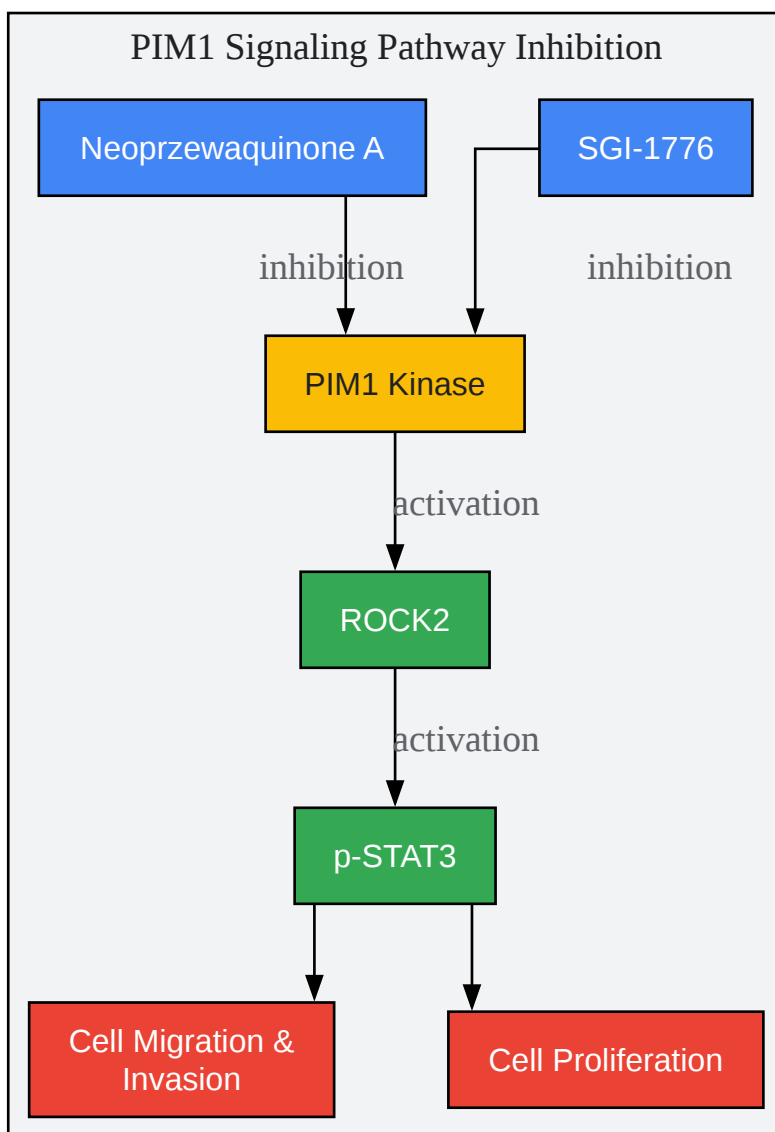 PIM1 Signaling Pathway Inhibition
Neoprzewaquinone A
SGI-1776
inhibition
inhibition
PIM1 Kinase
activation
ROCK2
activation
p-STAT3
Cell Migration &
Invasion
Cell Proliferation